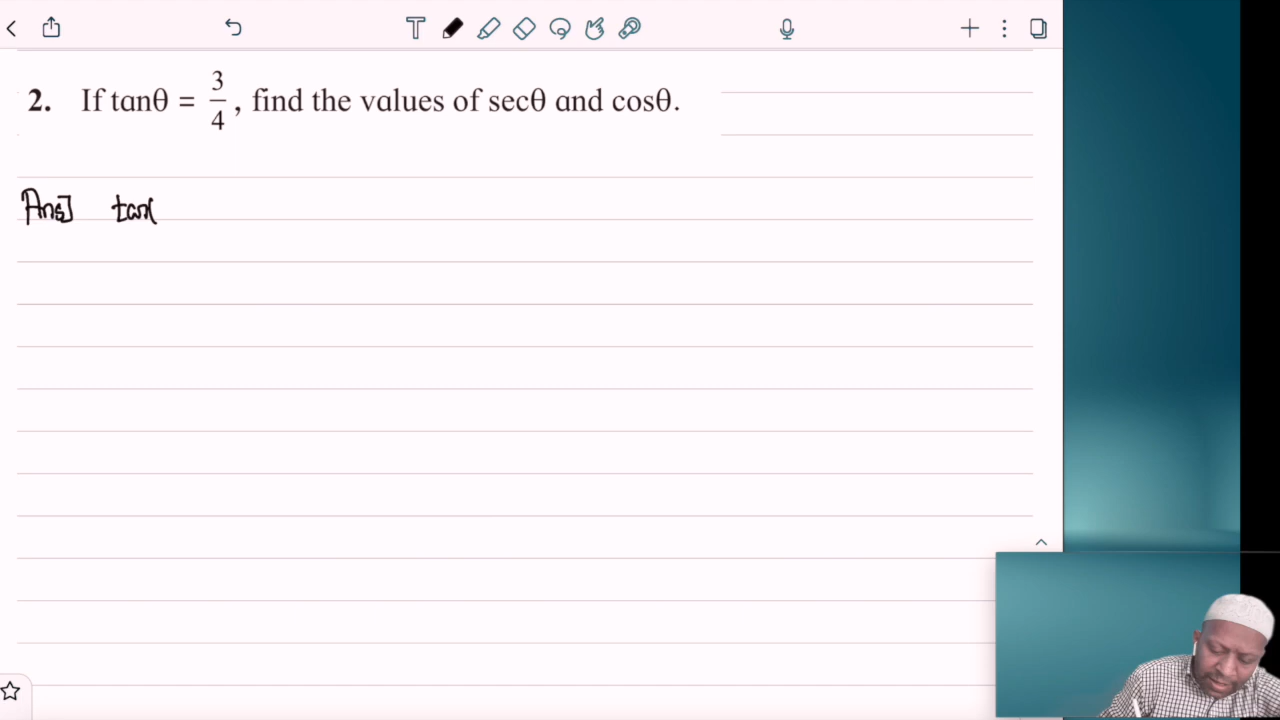 2. If tanθ = 3/4, find the values of secθ and cosθ.
Ans] tan